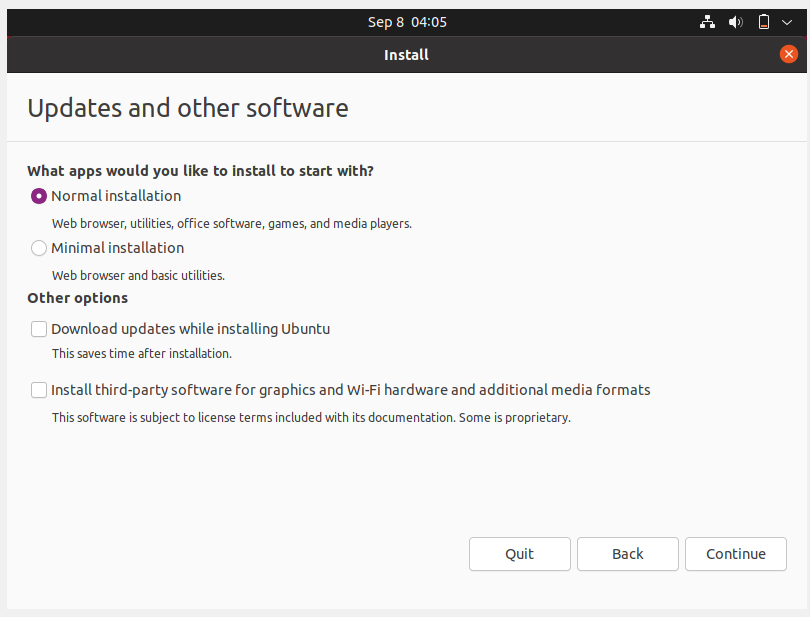 Sep 8 04:05
Install
Updates and other software
What apps would you like to install to start with?
Normal installation
Web browser, utilities, office software, games, and media players.
Minimal installation
Web browser and basic utilities.
Other options
Download updates while installing Ubuntu
This saves time after installation.
Install third-party software for graphics and Wi-Fi hardware and additional media formats
This software is subject to license terms included with its documentation. Some is proprietary.
Quit Back Continue